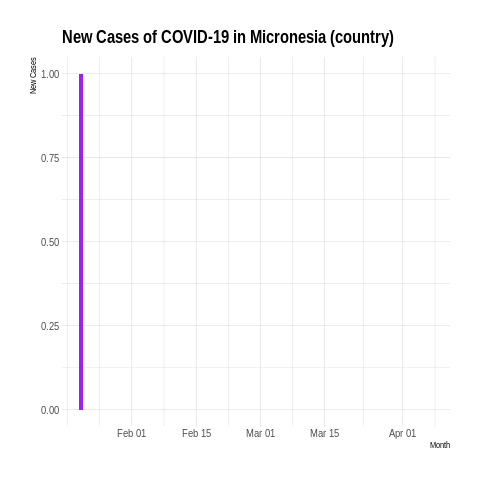 New Cases of COVID-19 in Micronesia (country)
New Cases
1.00
0.75
0.50
0.25
0.00
Feb 01 Feb 15 Mar 01 Mar 15 Apr 01
Month